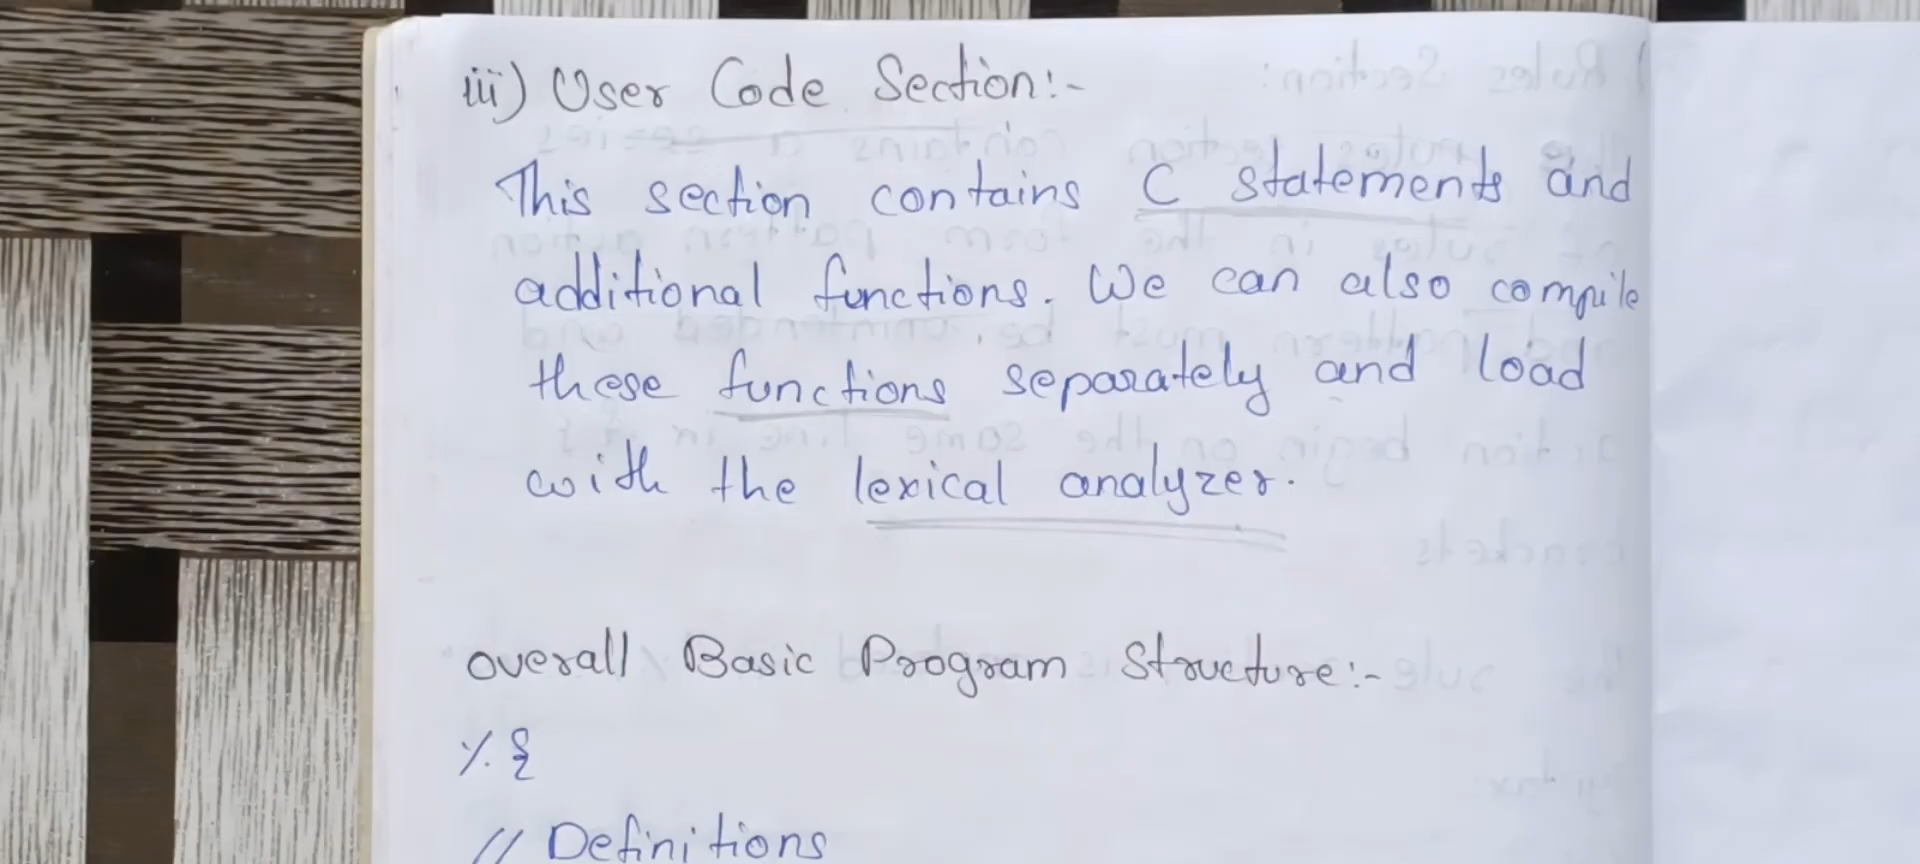 iii) User Code Section:-
This section contains C statements and
additional functions. We can also compile
these functions separately and load
with the lexical analyzer.
overall Basic Program Structure:-
%{
// Definitions